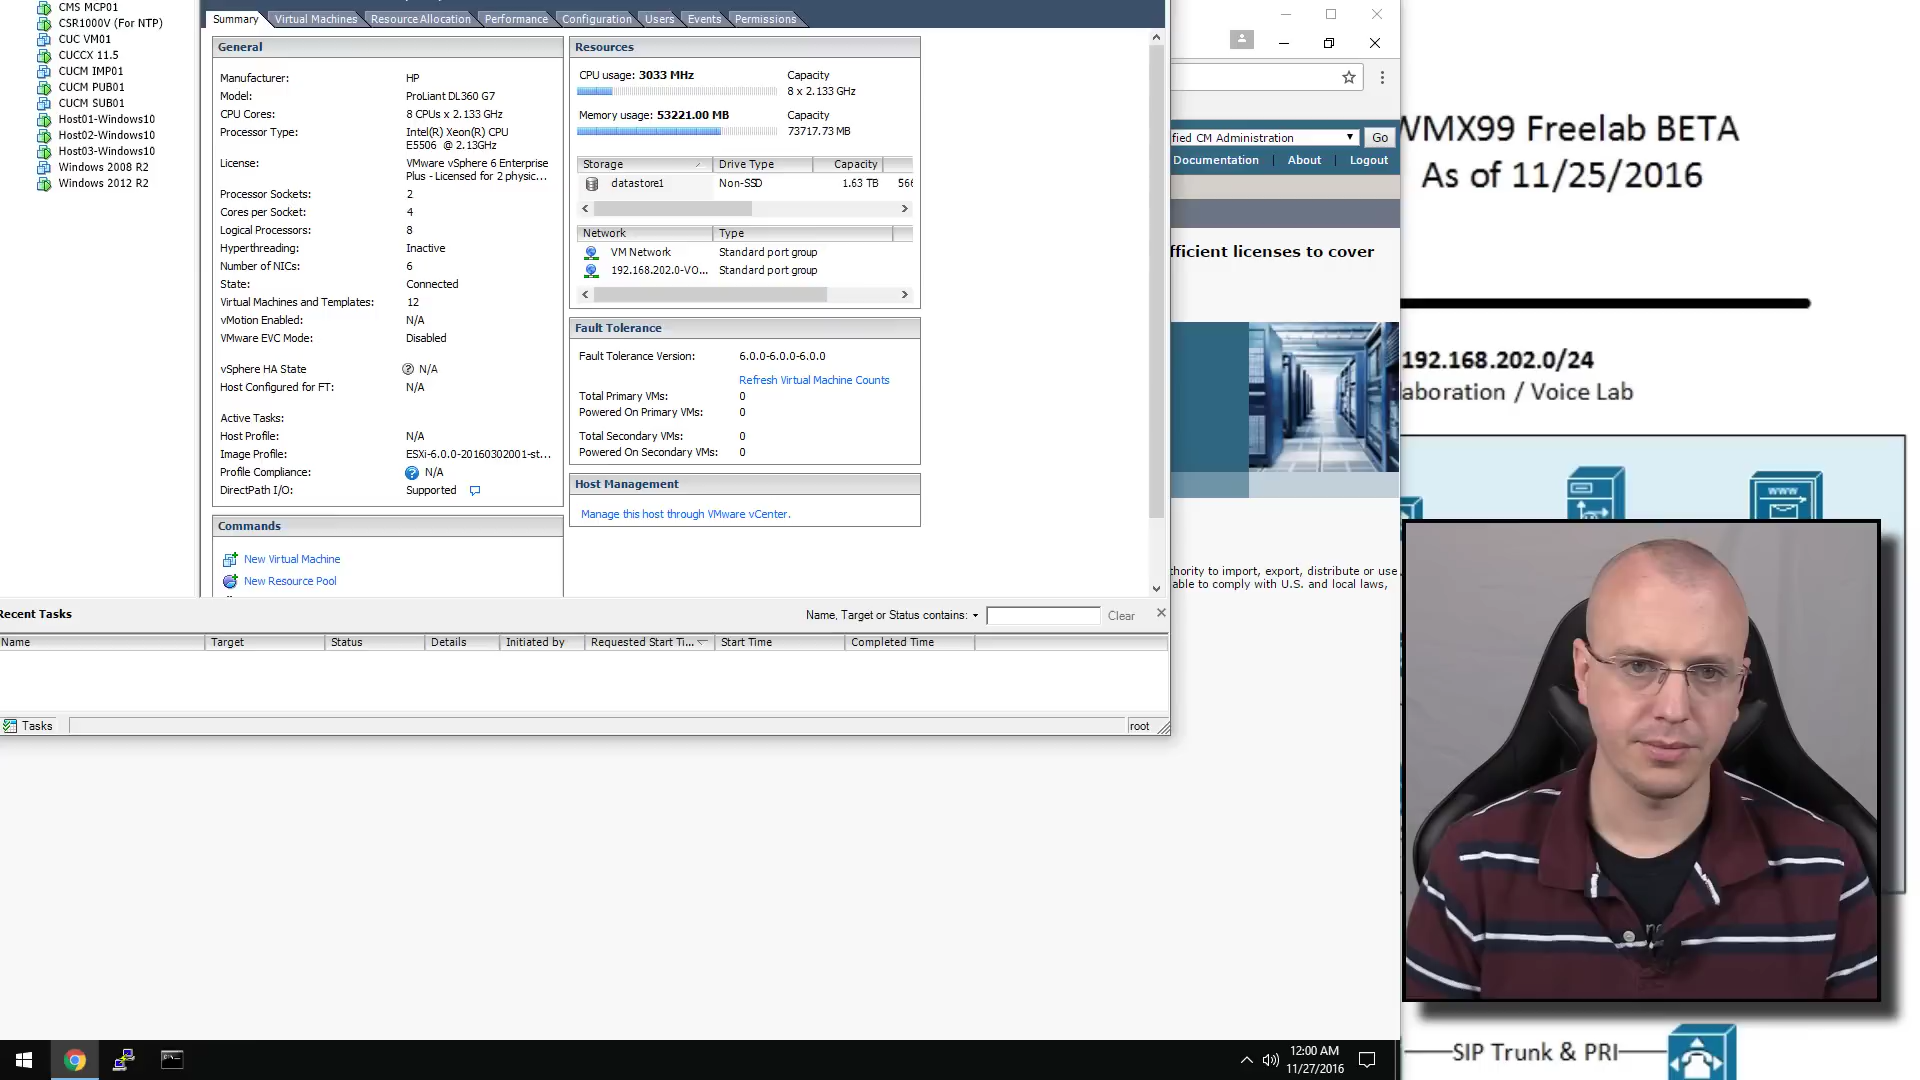 CMS MCP01
CSR1000V (For NTP)
CUC VM01
CUCCX 11.5
CUCM IMP01
CUCM PUB01
CUCM SUB01
Host01-Windows10
Host02-Windows10
Host03-Windows10
Windows 2008 R2
Windows 2012 R2
Summary Virtual Machines Resource Allocation Performance Configuration Users Events Permissions
General
Manufacturer: HP
Model: ProLiant DL360 G7
CPU Cores: 8 CPUs x 2.133 GHz
Processor Type: Intel(R) Xeon(R) CPU
E5506 @ 2.13GHz
License: VMware vSphere 6 Enterprise
Plus - Licensed for 2 physic...
Processor Sockets: 2
Cores per Socket: 4
Logical Processors: 8
Hyperthreading: Inactive
Number of NICs: 6
State: Connected
Virtual Machines and Templates: 12
vMotion Enabled: N/A
VMware EVC Mode: Disabled
vSphere HA State N/A
Host Configured for FT: N/A
Active Tasks:
Host Profile: N/A
Image Profile: ESXi-6.0.0-20160302001-st...
Profile Compliance: N/A
DirectPath I/O: Supported
Commands
New Virtual Machine
New Resource Pool
Resources
CPU usage: 3033 MHz Capacity
8 x 2.133 GHz
Memory usage: 53221.00 MB Capacity
73717.73 MB
Storage Drive Type Capacity
datastore1 Non-SSD 1.63 TB 566
Network Type
VM Network Standard port group
192.168.202.0-VO... Standard port group
Fault Tolerance
Fault Tolerance Version: 6.0.0-6.0.0-6.0.0
Refresh Virtual Machine Counts
Total Primary VMs: 0
Powered On Primary VMs: 0
Total Secondary VMs: 0
Powered On Secondary VMs: 0
Host Management
Manage this host through VMware vCenter.
Recent Tasks
Name, Target or Status contains: Clear
Name Target Status Details Initiated by Requested Start Ti... Start Time Completed Time
Tasks
root
fied CM Administration Go
Documentation About Logout
fficient licenses to cover
thority to import, export, distribute or use
able to comply with U.S. and local laws,
WMX99 Freelab BETA
As of 11/25/2016
192.168.202.0/24
aboration / Voice Lab
www
SIP Trunk & PRI
12:00 AM
11/27/2016